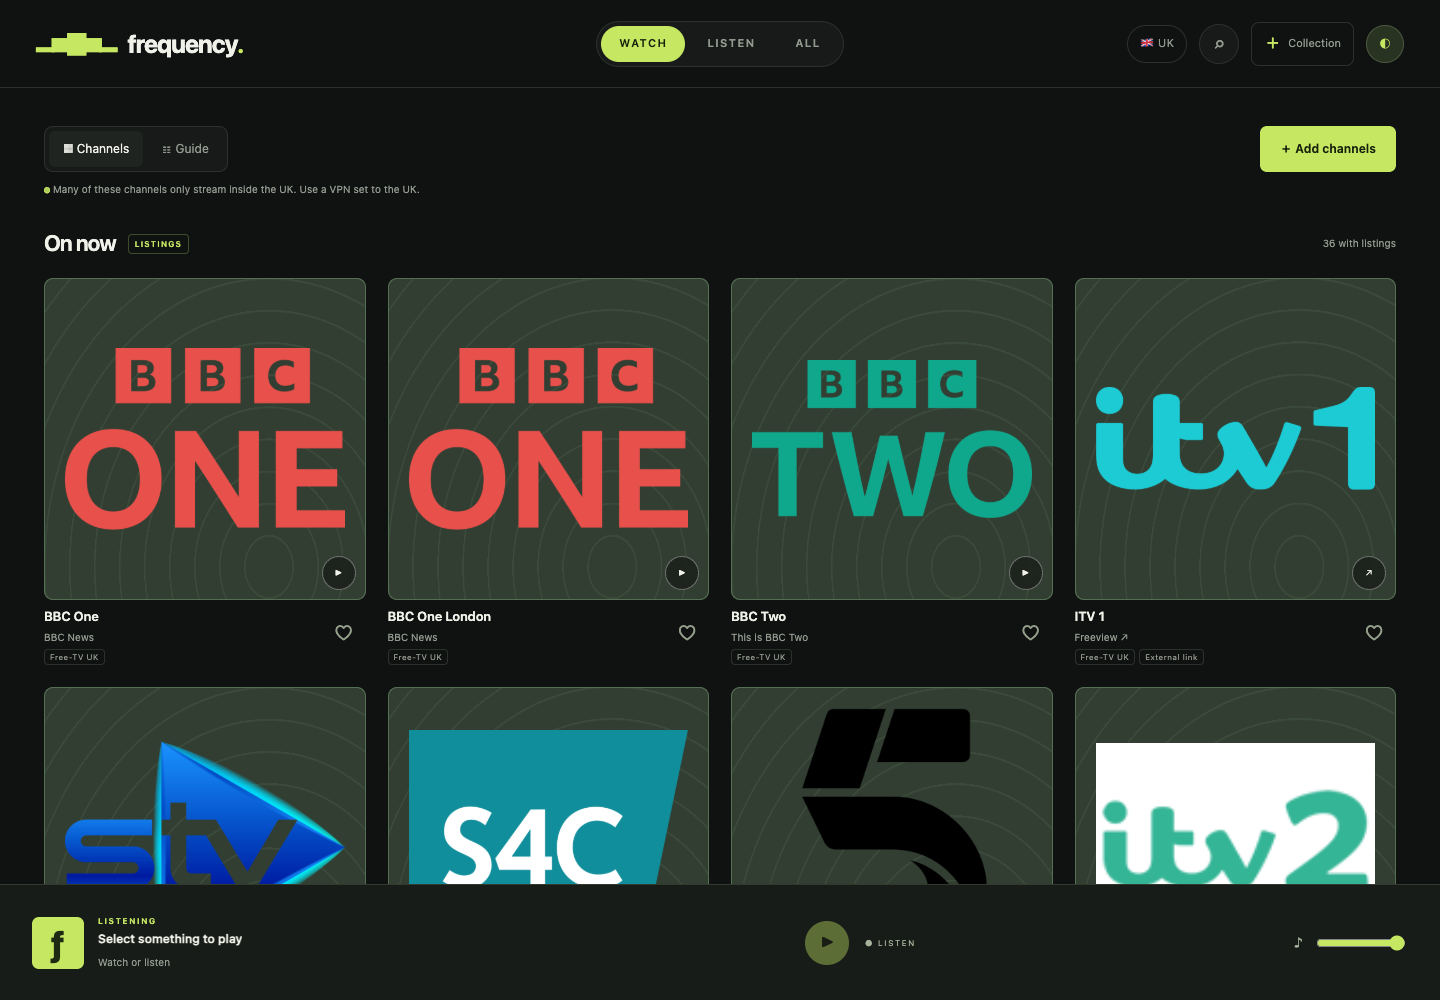 frequency.
WATCH
LISTEN
ALL
UK
Collection
Channels
Guide
+ Add channels
Many of these channels only stream inside the UK. Use a VPN set to the UK.
On now
LISTINGS
36 with listings
BBC
ONE
BBC
ONE
BBC
TWO
itv1
BBC One
BBC News
Free-TV UK
BBC One London
BBC News
Free-TV UK
BBC Two
This is BBC Two
Free-TV UK
ITV 1
Freeview ↗
Free-TV UK
External link
stv
S4C
5
itv2
f
LISTENING
Select something to play
Watch or listen
LISTEN